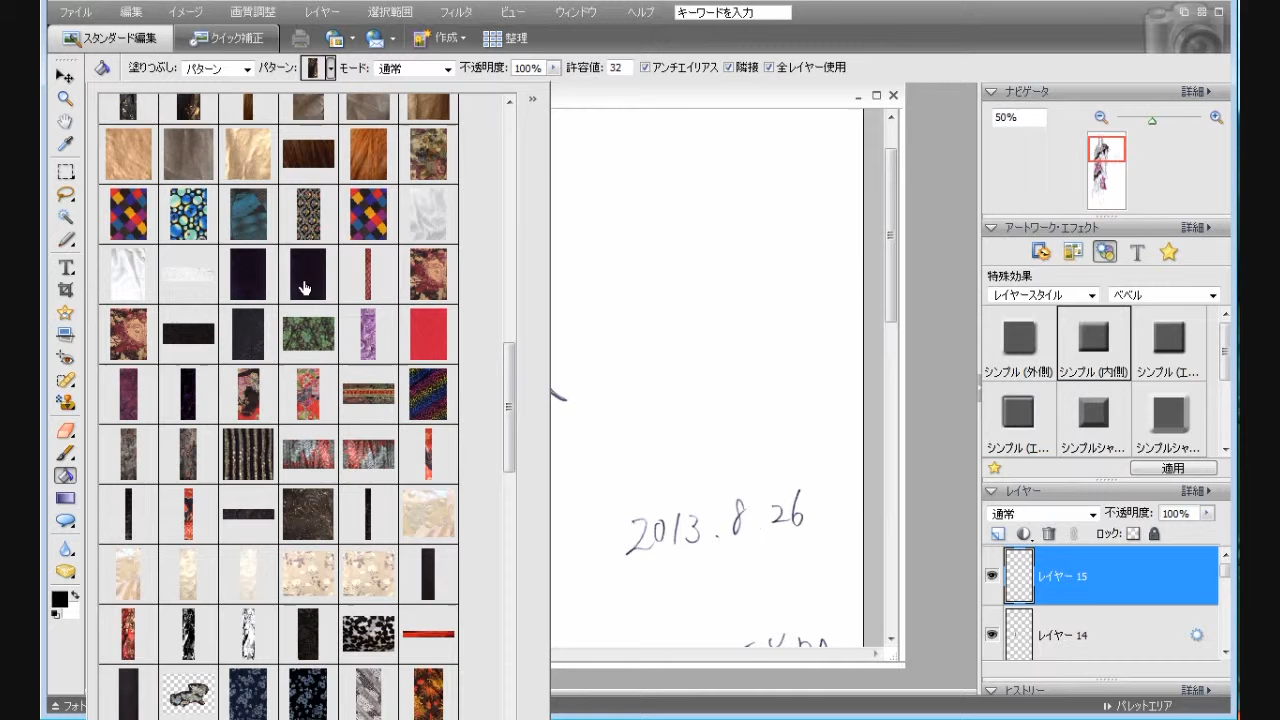 ファイル 編集 イメージ 画質調整 レイヤー 選択範囲 フィルタ ビュー ウィンドウ ヘルプ キーワードを入力
スタンダード編集 クイック補正 作成 整理
塗りつぶし: パターン パターン: モード: 通常 不透明度: 100% 許容値: 32 アンチエイリアス 隣接 全レイヤー使用
ナビゲータ 詳細
50%
アートワーク・エフェクト 詳細
特殊効果
レイヤースタイル ベベル
シンプル (外側) シンプル (内側) シンプル (エ...
シンプル (エ... シンプルシャ... シンプルシャ...
適用
レイヤー 詳細
通常 不透明度: 100%
ロック:
レイヤー 15
レイヤー 14
ヒストリー 詳細
パレットエリア
フォト
2013.8.26